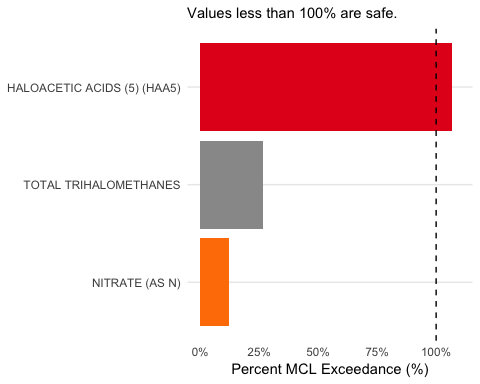 Values less than 100% are safe.
HALOACETIC ACIDS (5) (HAA5)
TOTAL TRIHALOMETHANES
NITRATE (AS N)
0% 25% 50% 75% 100%
Percent MCL Exceedance (%)